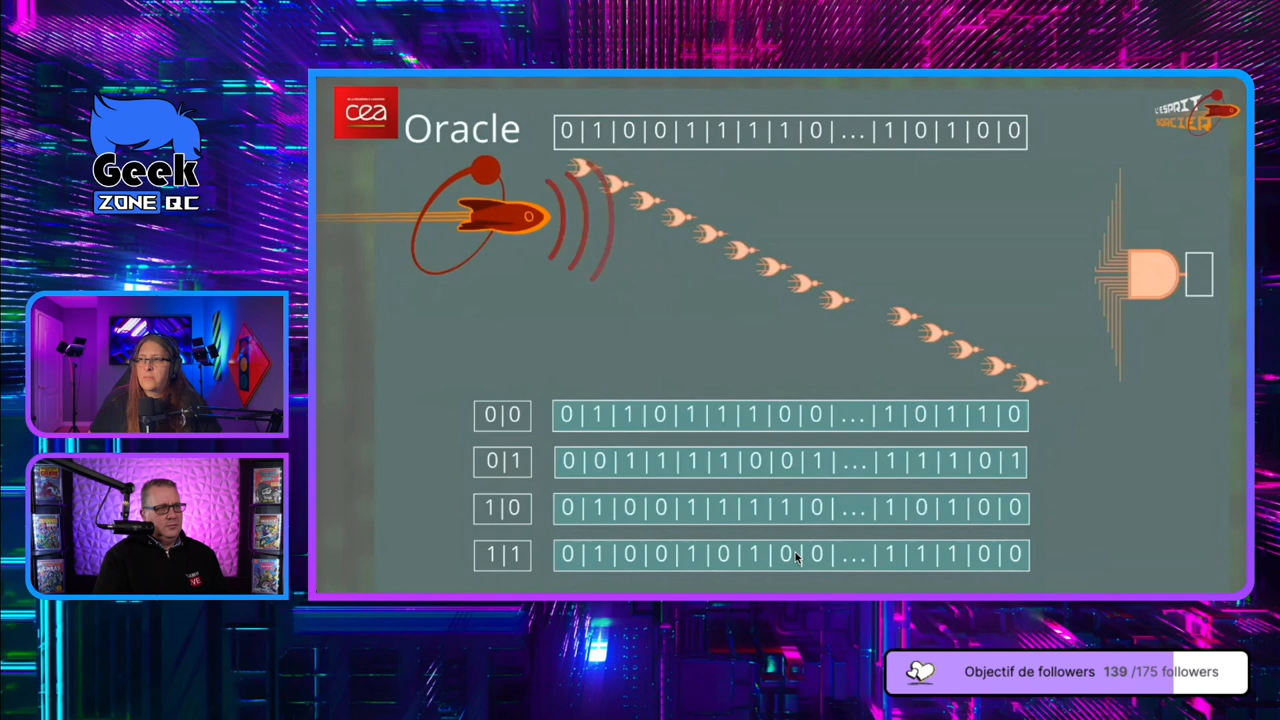 cea
Oracle
0|1|0|0|1|1|1|1|0|...|1|0|1|0|0
L'ESPRIT
SORCIER
Geek
ZONE QC
0|0
0|1|1|0|1|1|1|0|0|...|1|0|1|1|0
0|1
0|0|1|1|1|1|0|0|1|...|1|1|1|0|1
1|0
0|1|0|0|1|1|1|1|0|...|1|0|1|0|0
1|1
0|1|0|0|1|0|1|0|0|...|1|1|1|0|0
Objectif de followers 139 /175 followers